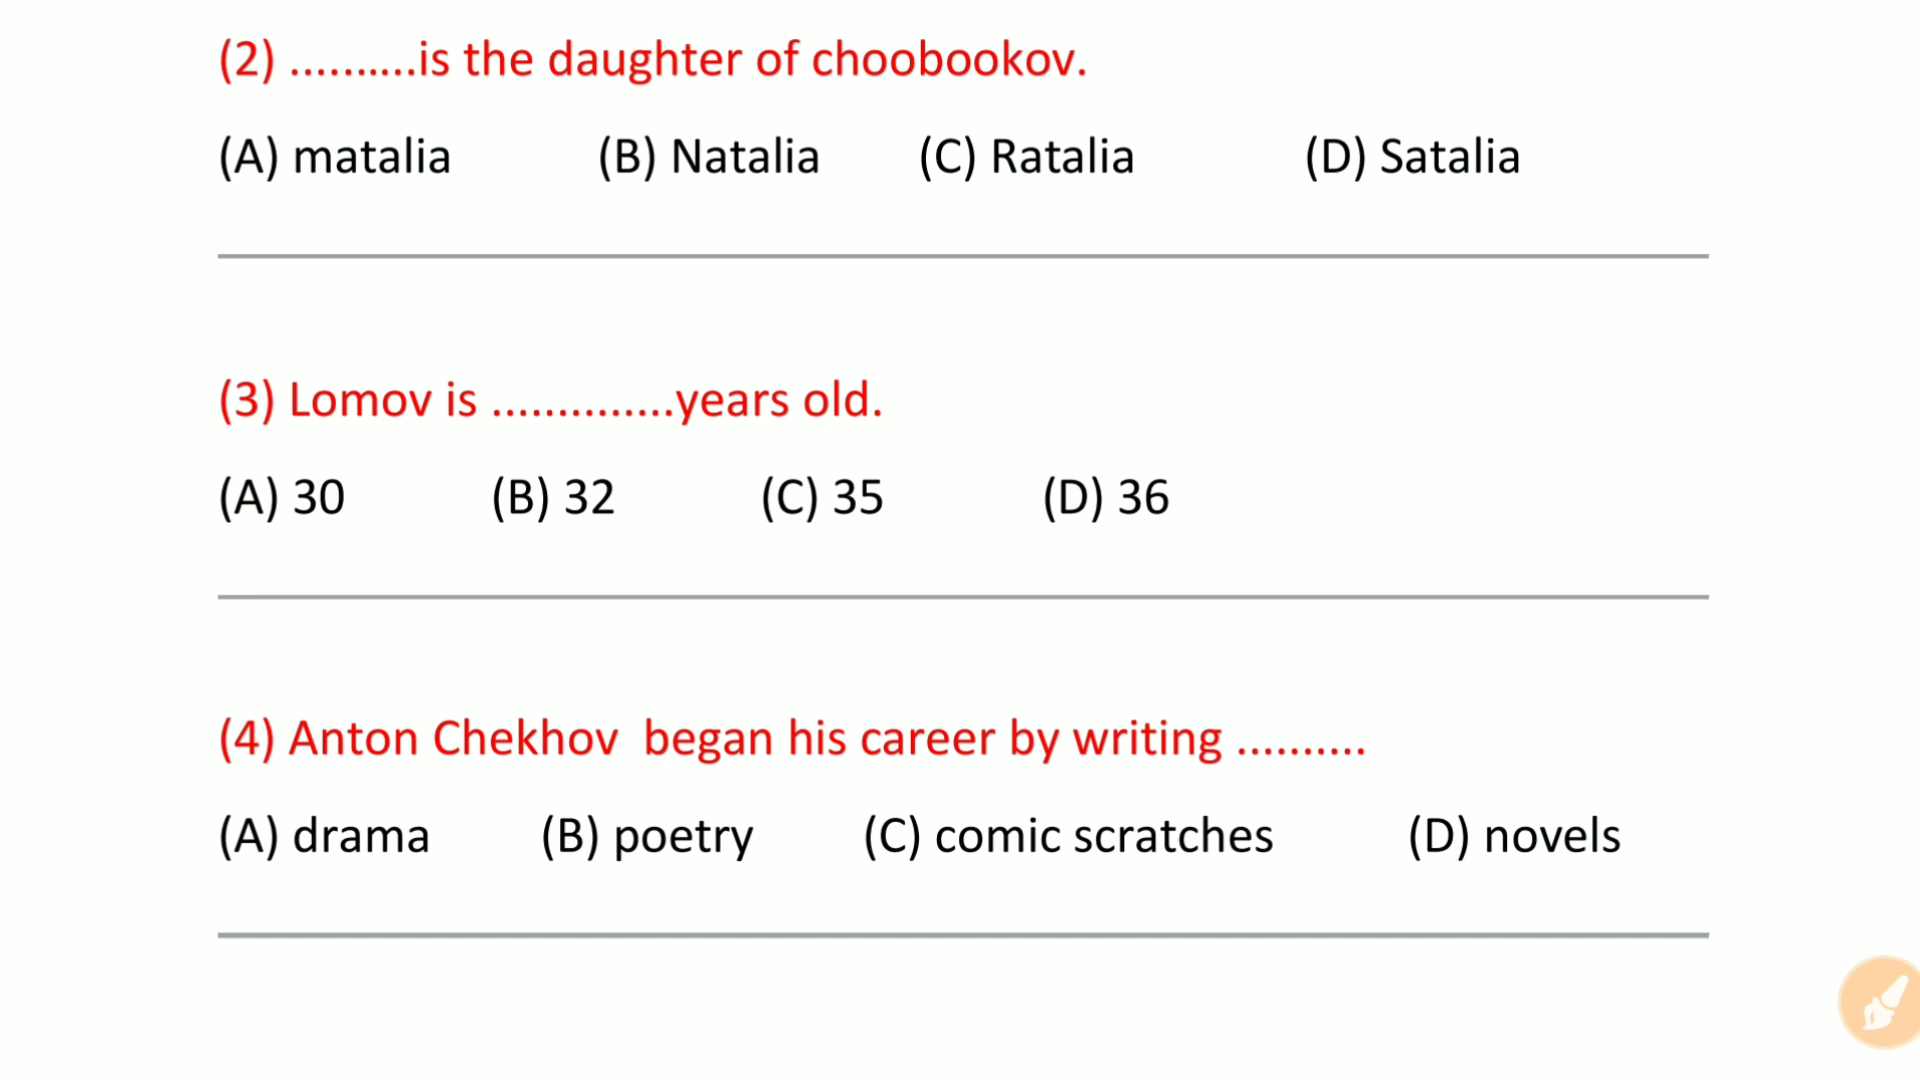 (2) ..........is the daughter of choobookov.
(A) matalia (B) Natalia (C) Ratalia (D) Satalia
(3) Lomov is ..............years old.
(A) 30 (B) 32 (C) 35 (D) 36
(4) Anton Chekhov began his career by writing ..........
(A) drama (B) poetry (C) comic scratches (D) novels